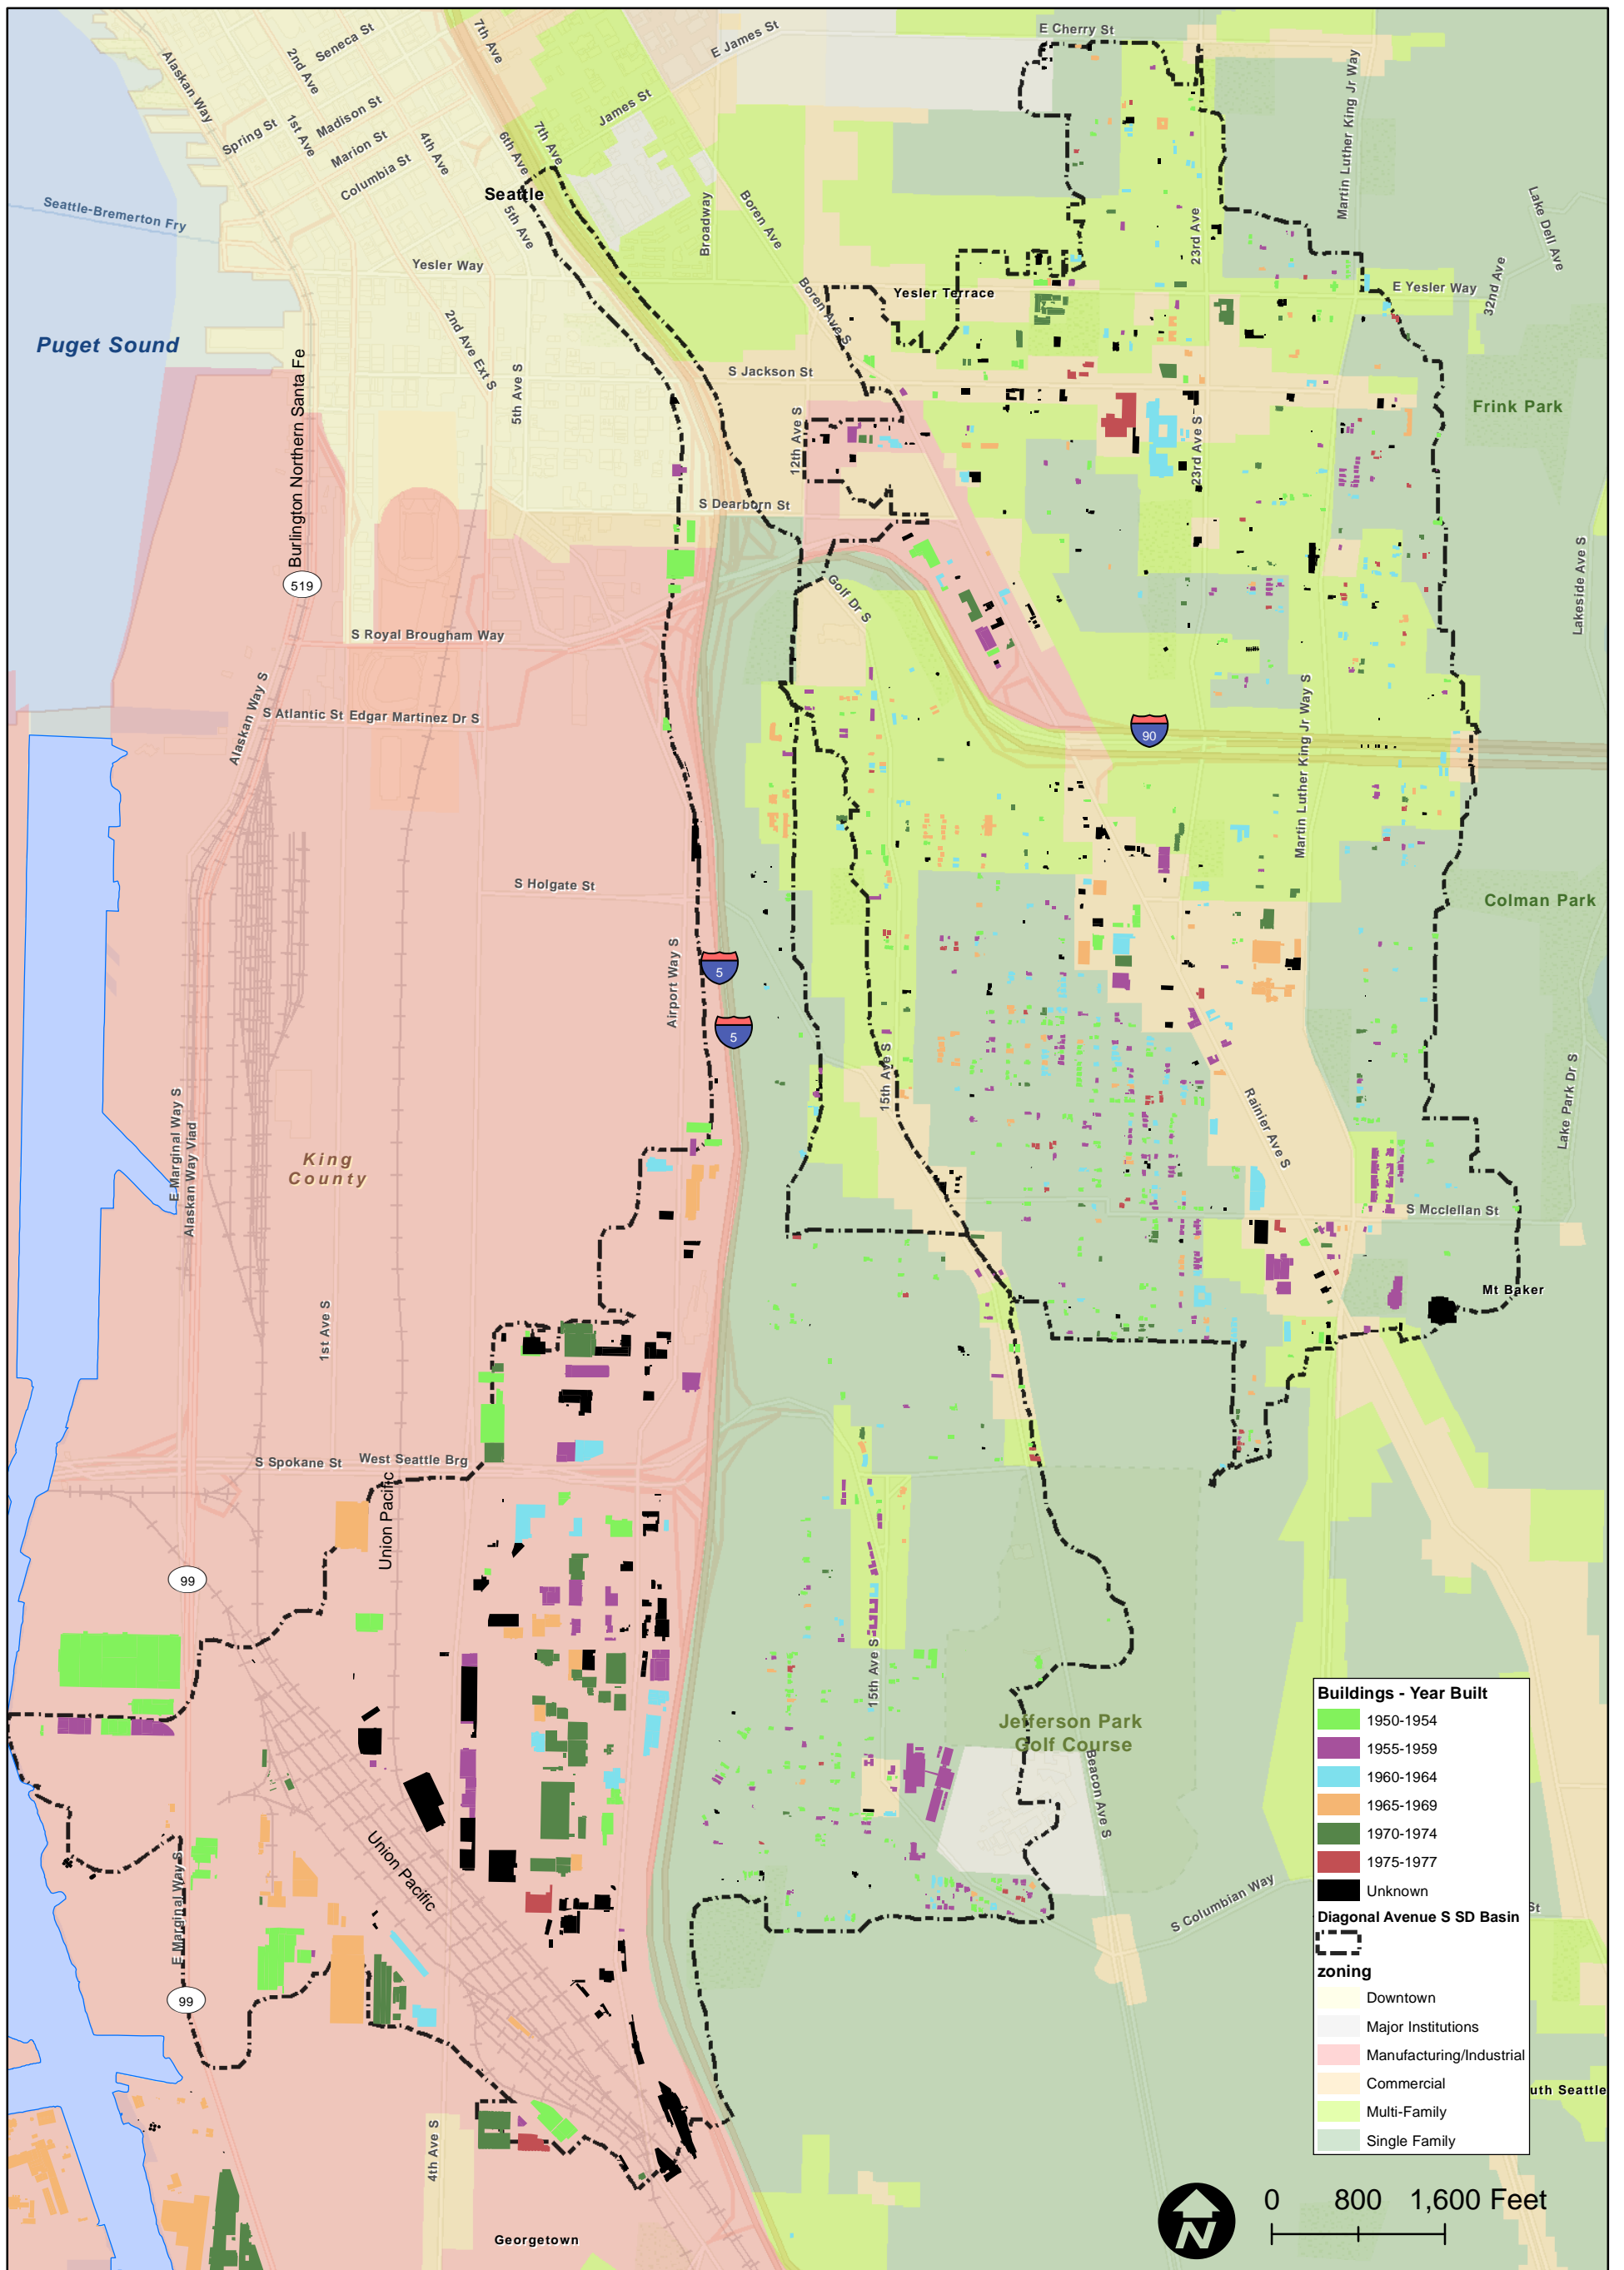 E Cherry St
7th Ave
Seneca St
E James St
2nd Ave
Alaskan Way
Martin Luther King Jr Way
Madison St
James St
1st Ave
Spring St
Marion St
4th Ave
6th Ave
7th Ave
Columbia St
Seattle
5th Ave
Seattle-Bremerton Fry
Broadway
Boren Ave
23rd Ave
Lake Dell Ave
Yesler Way
Yesler Terrace
E Yesler Way
32nd Ave
Boren Ave S
Puget Sound
2nd Ave Ext S
Burlington Northern Santa Fe
5th Ave S
S Jackson St
Frink Park
12th Ave S
23rd Ave S
S Dearborn St
519
Golf Dr S
Lakeside Ave S
S Royal Brougham Way
Alaskan Way S
S Atlantic St
Edgar Martinez Dr S
90
Martin Luther King Jr Way S
S Holgate St
Colman Park
Airport Way S
5
5
15th Ave S
Rainier Ave S
Lake Park Dr S
E Marginal Way S
Alaskan Way Viad
King
County
S Mcclellan St
Mt Baker
1st Ave S
S Spokane St
West Seattle Brg
Union Pacific
99
15th Ave S
Jefferson Park
Golf Course
Beacon Ave S
Union Pacific
E Marginal Way S
S Columbian Way
St
99
4th Ave S
Georgetown
uth Seattle
Buildings - Year Built
1950-1954
1955-1959
1960-1964
1965-1969
1970-1974
1975-1977
Unknown
Diagonal Avenue S SD Basin
zoning
Downtown
Major Institutions
Manufacturing/Industrial
Commercial
Multi-Family
Single Family
N
0 800 1,600 Feet